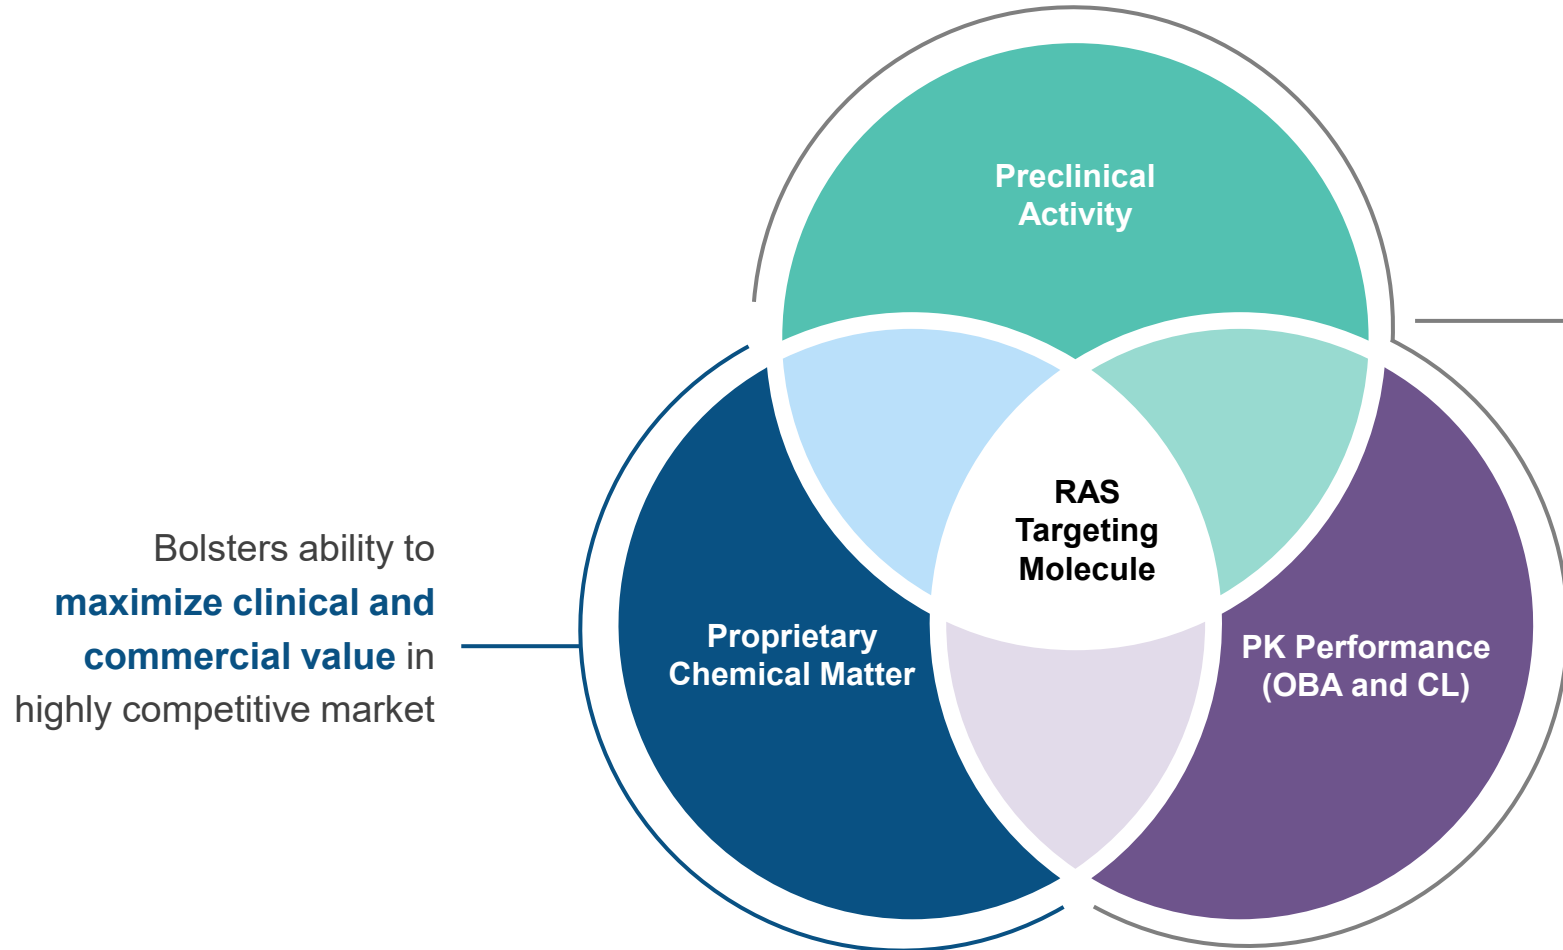 Preclinical
Activity
RAS
Targeting
Molecule
Bolsters ability to
maximize clinical and
commercial value in
highly competitive market
Proprietary
Chemical Matter
PK Performance
(OBA and CL)